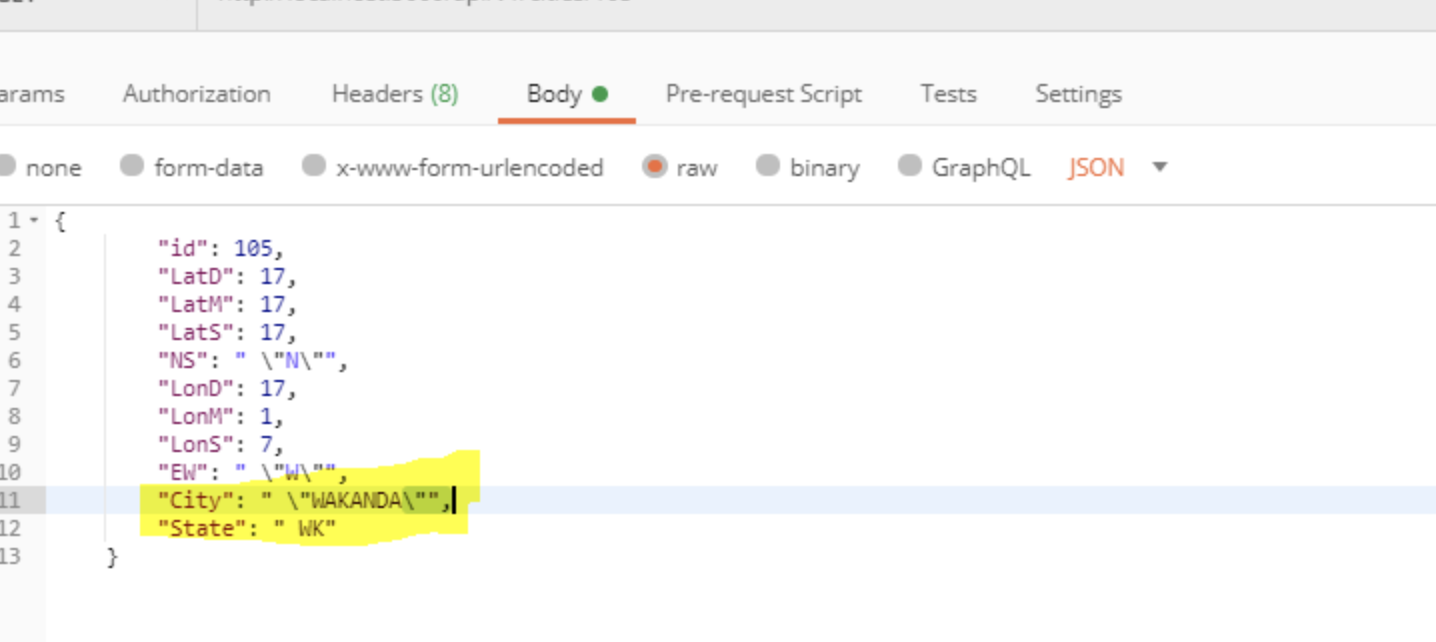 arams Authorization Headers (8) Body Pre-request Script Tests Settings
none form-data x-www-form-urlencoded raw binary GraphQL JSON
1 {
2 "id": 105,
3 "LatD": 17,
4 "LatM": 17,
5 "LatS": 17,
6 "NS": " \"N\"",
7 "LonD": 17,
8 "LonM": 1,
9 "LonS": 7,
10 "EW": " \"W\"",
11 "City": " \"WAKANDA\"",
12 "State": " WK"
13 }